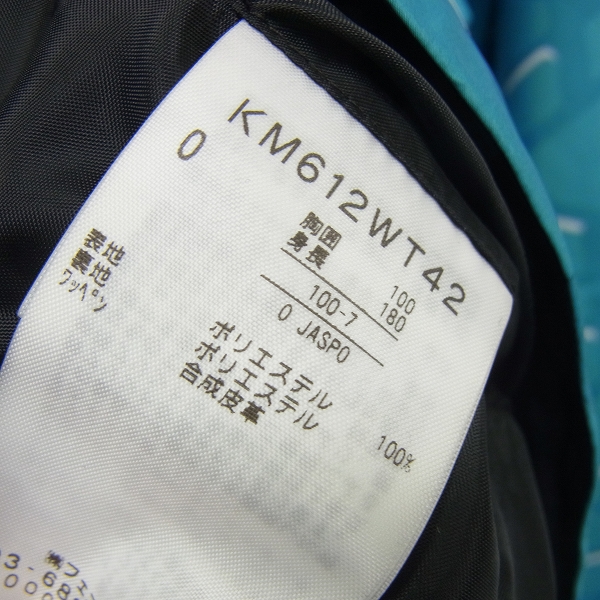 KM612WT42
0
胸囲 100
身長 180
100-7
0 JASPO
表地 ポリエステル
裏地 ポリエステル
ワッペン 合成皮革 100%